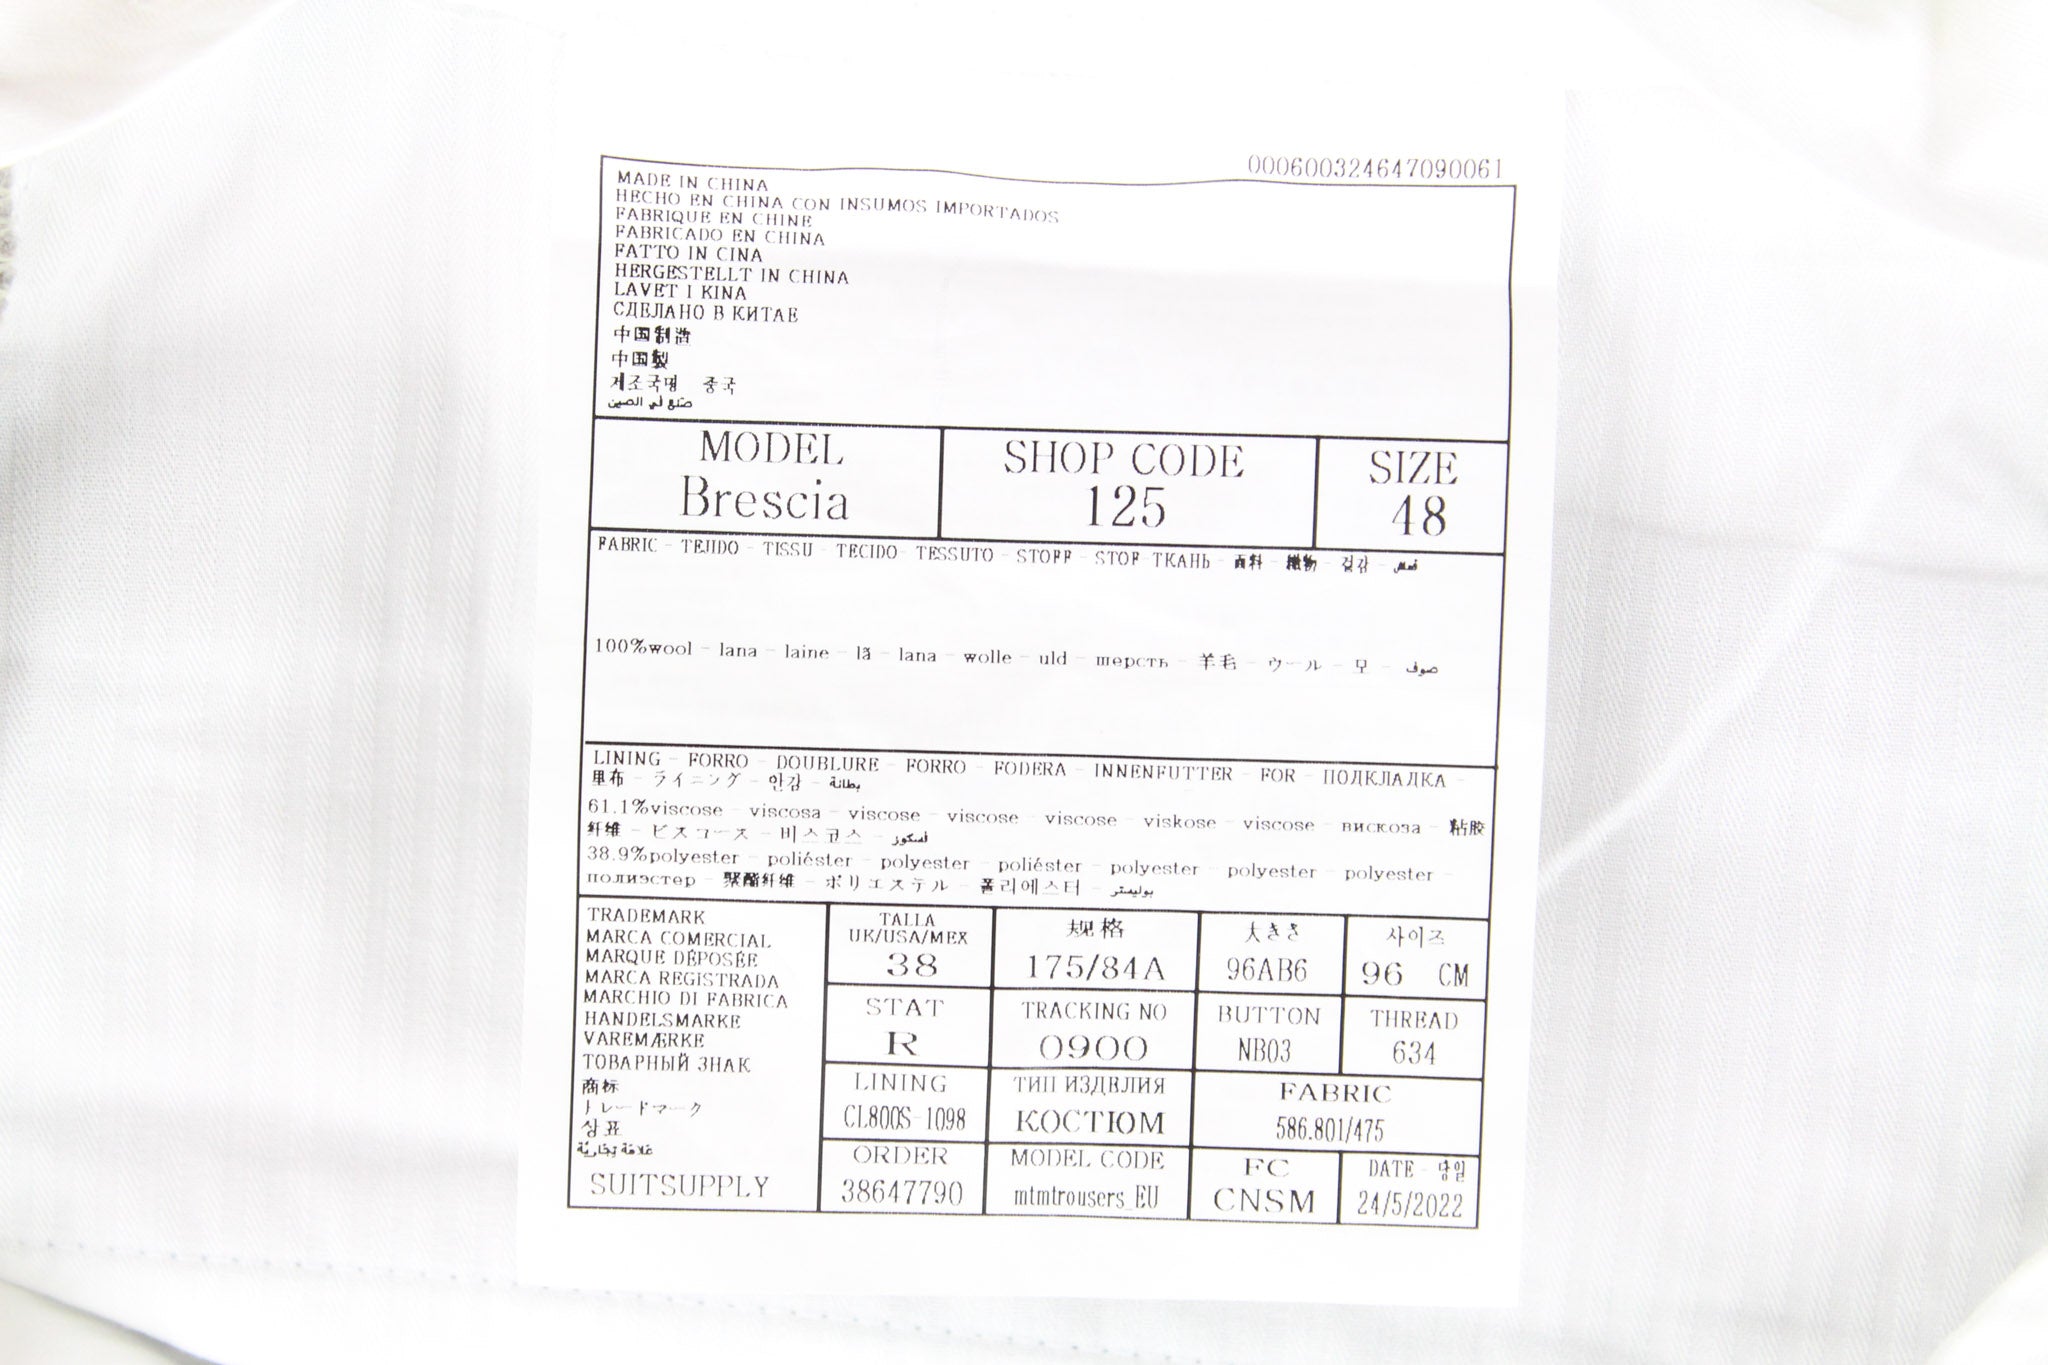 000600324647090061
MADE IN CHINA
HECHO EN CHINA CON INSUMOS IMPORTADOS
FABRIQUE EN CHINE
FABRICADO EN CHINA
FATTO IN CINA
HERGESTELLT IN CHINA
LAVET I KINA
СДЕЛАНО В КИТАЕ
中国制造
中国製
제조국명 중국
صنع في الصين
MODEL
Brescia
SHOP CODE
125
SIZE
48
FABRIC - TEJIDO - TISSU - TECIDO- TESSUTO - STOFF - STOF ТКАНЬ - 面料 - 織物 - 겉감 - قماش
100%wool - lana - laine - lã - lana - wolle - uld - шерсть - 羊毛 - ウール - 모 - صوف
LINING - FORRO - DOUBLURE - FORRO - FODERA - INNENFUTTER - FOR - ПОДКЛАДКА -
里布 - ライニング - 안감 - بطانة
61.1%viscose - viscosa - viscose - viscose - viscose - viskose - viscose - вискоза - 粘胶
纤维 - ビスコース - 비스코스 - فسكوز
38.9%polyester - poliéster - polyester - poliéster - polyester - polyester - polyester -
полиэстер - 聚酯纤维 - ポリエステル - 폴리에스터 - بوليستر
TRADEMARK
MARCA COMERCIAL
MARQUE DÉPOSÉE
MARCA REGISTRADA
MARCHIO DI FABRICA
HANDELSMARKE
VAREMÆRKE
ТОВАРНЫЙ ЗНАК
商标
トレードマーク
상표
علامة تجارية
SUITSUPPLY
TALLA
UK/USA/MEX
38
规格
175/84A
大きさ
96AB6
사이즈
96 CM
STAT
R
TRACKING NO
0900
BUTTON
NB03
THREAD
634
LINING
CL800S-1098
ТИП ИЗДЕЛИЯ
КОСТЮМ
FABRIC
586.801/475
ORDER
38647790
MODEL CODE
mtmtrousers_EU
FC
CNSM
DATE - 당일
24/5/2022